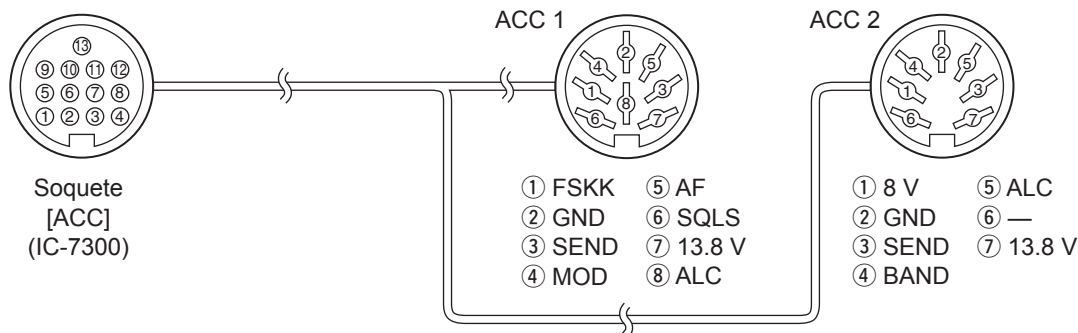 ACC 1
ACC 2
⑬
⑨ ⑩ ⑪ ⑫
⑤ ⑥ ⑦ ⑧
① ② ③ ④
② ④ ⑤ ① ③ ⑧ ⑥ ⑦
② ④ ⑤ ① ③ ⑥ ⑦
Soquete
[ACC]
(IC-7300)
① FSKK ⑤ AF
② GND ⑥ SQLS
③ SEND ⑦ 13.8 V
④ MOD ⑧ ALC
① 8 V ⑤ ALC
② GND ⑥ —
③ SEND ⑦ 13.8 V
④ BAND